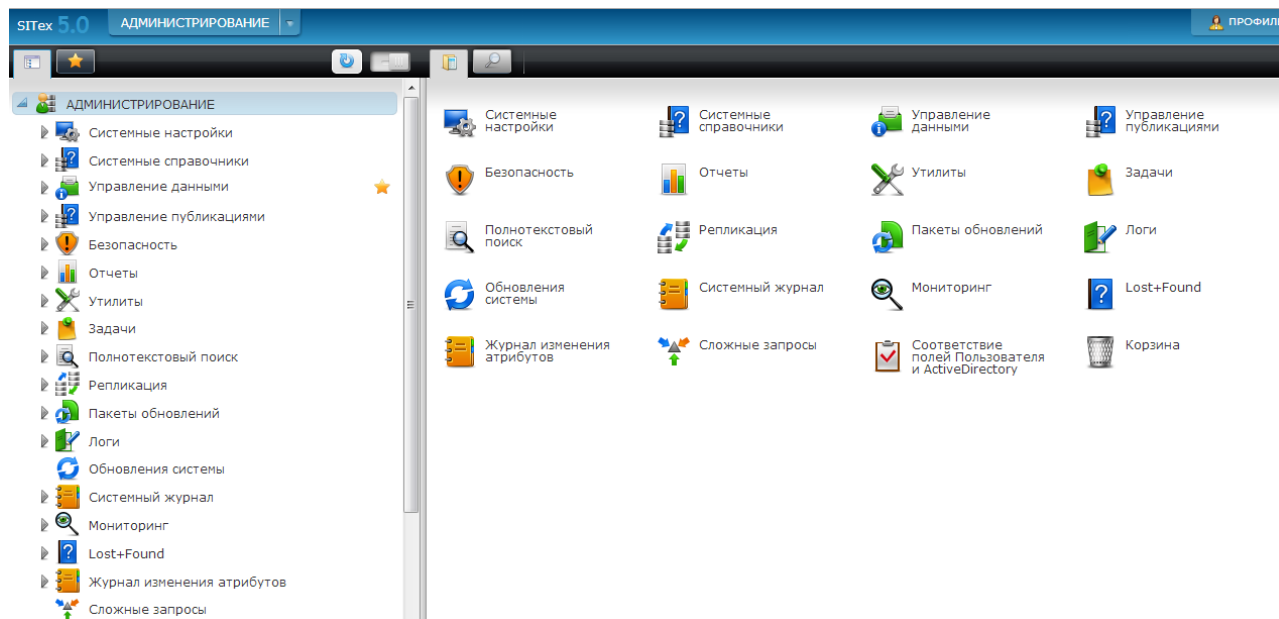 SITex 5.0 АДМИНИСТРИРОВАНИЕ
АДМИНИСТРИРОВАНИЕ
Системные настройки
Системные справочники
Управление данными
Управление публикациями
Безопасность
Отчеты
Утилиты
Задачи
Полнотекстовый поиск
Репликация
Пакеты обновлений
Логи
Обновления системы
Системный журнал
Мониторинг
Lost+Found
Журнал изменения атрибутов
Сложные запросы
Системные
настройки
Системные
справочники
Управление
данными
Управление
публикациями
Безопасность
Отчеты
Утилиты
Задачи
Полнотекстовый
поиск
Репликация
Пакеты обновлений
Логи
Обновления
системы
Системный журнал
Мониторинг
Lost+Found
Журнал изменения
атрибутов
Сложные запросы
Соответствие
полей Пользователя
и ActiveDirectory
Корзина